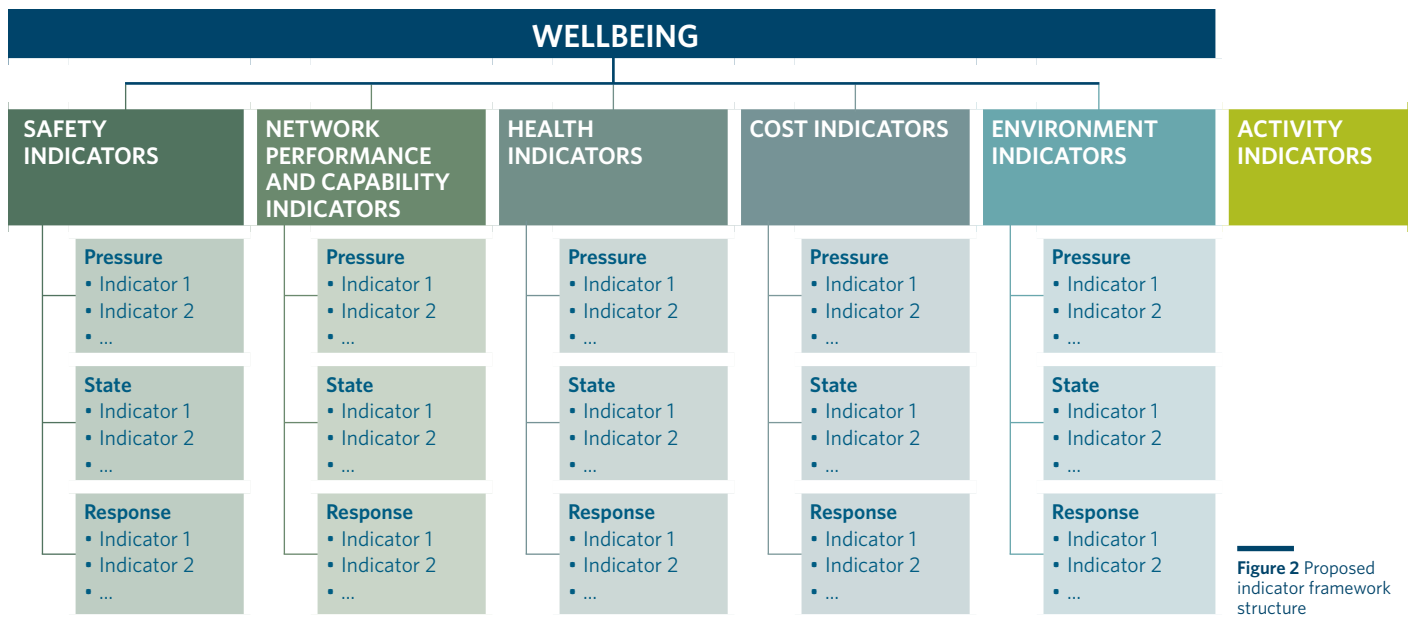 WELLBEING
SAFETY
INDICATORS
NETWORK
PERFORMANCE
AND CAPABILITY
INDICATORS
HEALTH
INDICATORS
COST INDICATORS
ENVIRONMENT
INDICATORS
ACTIVITY
INDICATORS
Pressure
• Indicator 1
• Indicator 2
• ...
State
• Indicator 1
• Indicator 2
• ...
Response
• Indicator 1
• Indicator 2
• ...
Pressure
• Indicator 1
• Indicator 2
• ...
State
• Indicator 1
• Indicator 2
• ...
Response
• Indicator 1
• Indicator 2
• ...
Pressure
• Indicator 1
• Indicator 2
• ...
State
• Indicator 1
• Indicator 2
• ...
Response
• Indicator 1
• Indicator 2
• ...
Pressure
• Indicator 1
• Indicator 2
• ...
State
• Indicator 1
• Indicator 2
• ...
Response
• Indicator 1
• Indicator 2
• ...
Pressure
• Indicator 1
• Indicator 2
• ...
State
• Indicator 1
• Indicator 2
• ...
Response
• Indicator 1
• Indicator 2
• ...
Figure 2 Proposed
indicator framework
structure